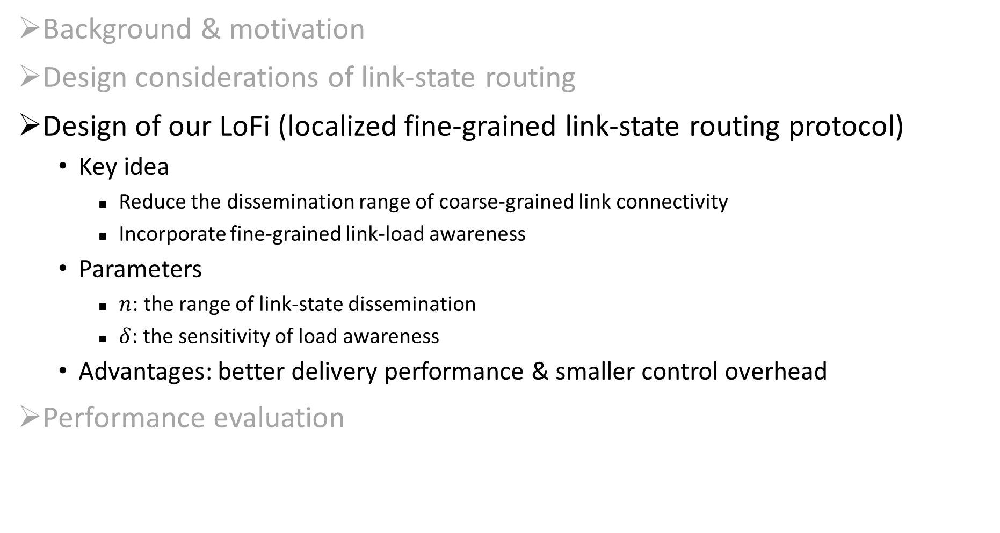 ➢Background & motivation
➢Design considerations of link-state routing
➢Design of our LoFi (localized fine-grained link-state routing protocol)
• Key idea
▪ Reduce the dissemination range of coarse-grained link connectivity
▪ Incorporate fine-grained link-load awareness
• Parameters
▪ 𝑛: the range of link-state dissemination
▪ 𝛿: the sensitivity of load awareness
• Advantages: better delivery performance & smaller control overhead
➢Performance evaluation